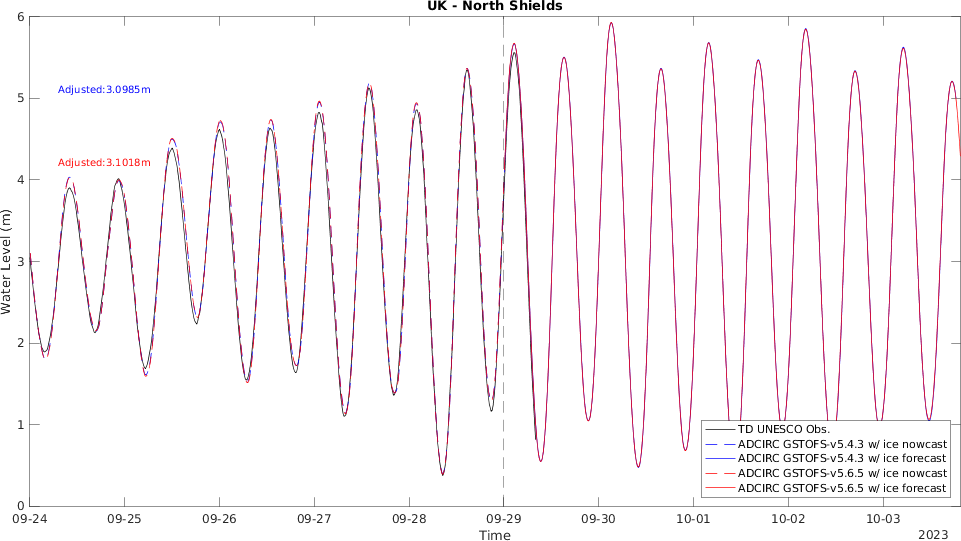 UK - North Shields
6
5
4
3
2
1
0
Water Level (m)
Adjusted:3.0985m
Adjusted:3.1018m
TD UNESCO Obs.
ADCIRC GSTOFS-v5.4.3 w/ ice nowcast
ADCIRC GSTOFS-v5.4.3 w/ ice forecast
ADCIRC GSTOFS-v5.6.5 w/ ice nowcast
ADCIRC GSTOFS-v5.6.5 w/ ice forecast
09-24 09-25 09-26 09-27 09-28 09-29 09-30 10-01 10-02 10-03
Time
2023